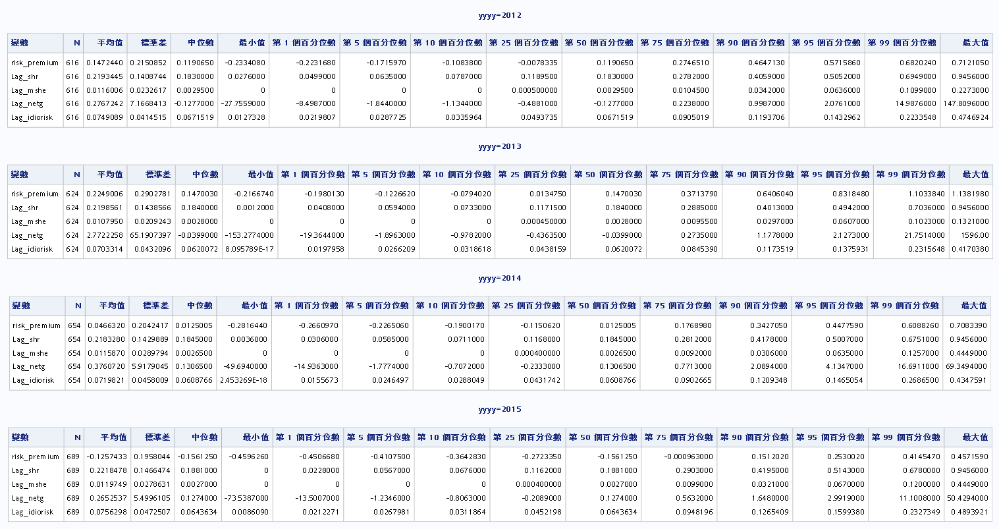 yyyy=2012
變數 N 平均值 標準差 中位數 最小值 第 1 個百分位數 第 5 個百分位數 第 10 個百分位數 第 25 個百分位數 第 50 個百分位數 第 75 個百分位數 第 90 個百分位數 第 95 個百分位數 第 99 個百分位數 最大值
risk_premium 616 0.1472440 0.2150852 0.1190650 -0.2334080 -0.2231680 -0.1715970 -0.1083800 -0.0078335 0.1190650 0.2746510 0.4647130 0.5715860 0.6820240 0.7121050
Lag_shr 616 0.2193445 0.1408744 0.1830000 0.0276000 0.0499000 0.0635000 0.0787000 0.1189500 0.1830000 0.2782000 0.4059000 0.5052000 0.6949000 0.9456000
Lag_mshe 616 0.0116006 0.0232617 0.0029500 0 0 0 0 0.000500000 0.0029500 0.0104500 0.0342000 0.0636000 0.1099000 0.2273000
Lag_netg 616 0.2767242 7.1668413 -0.1277000 -27.7559000 -8.4987000 -1.8440000 -1.1344000 -0.4881000 -0.1277000 0.2238000 0.9987000 2.0761000 14.9876000 147.8096000
Lag_idiorisk 616 0.0749089 0.0414515 0.0671519 0.0127328 0.0219807 0.0287725 0.0335964 0.0493735 0.0671519 0.0905019 0.1193706 0.1432962 0.2233548 0.4746924
yyyy=2013
變數 N 平均值 標準差 中位數 最小值 第 1 個百分位數 第 5 個百分位數 第 10 個百分位數 第 25 個百分位數 第 50 個百分位數 第 75 個百分位數 第 90 個百分位數 第 95 個百分位數 第 99 個百分位數 最大值
risk_premium 624 0.2249006 0.2902781 0.1470030 -0.2166740 -0.1980130 -0.1226620 -0.0794020 0.0134750 0.1470030 0.3713790 0.6406040 0.8318480 1.1033840 1.1381980
Lag_shr 624 0.2198561 0.1438566 0.1840000 0.0012000 0.0408000 0.0594000 0.0733000 0.1171500 0.1840000 0.2885000 0.4013000 0.4942000 0.7036000 0.9456000
Lag_mshe 624 0.0107950 0.0209243 0.0028000 0 0 0 0 0.000450000 0.0028000 0.0095500 0.0297000 0.0607000 0.1023000 0.1321000
Lag_netg 624 2.7722258 65.1907397 -0.0399000 -153.2774000 -19.3644000 -1.8963000 -0.9782000 -0.4363500 -0.0399000 0.2735000 1.1778000 2.1273000 21.7514000 1596.00
Lag_idiorisk 624 0.0703314 0.0432096 0.0620072 8.095789E-17 0.0197958 0.0266209 0.0318618 0.0438159 0.0620072 0.0845390 0.1173519 0.1375931 0.2315648 0.4170380
yyyy=2014
變數 N 平均值 標準差 中位數 最小值 第 1 個百分位數 第 5 個百分位數 第 10 個百分位數 第 25 個百分位數 第 50 個百分位數 第 75 個百分位數 第 90 個百分位數 第 95 個百分位數 第 99 個百分位數 最大值
risk_premium 654 0.0466320 0.2042417 0.0125005 -0.2816440 -0.2660970 -0.2265060 -0.1900170 -0.1150620 0.0125005 0.1768980 0.3427050 0.4477590 0.6088260 0.7083390
Lag_shr 654 0.2183280 0.1429889 0.1845000 0.0036000 0.0306000 0.0585000 0.0711000 0.1168000 0.1845000 0.2812000 0.4178000 0.5007000 0.6751000 0.9456000
Lag_mshe 654 0.0115870 0.0289794 0.0026500 0 0 0 0 0.000400000 0.0026500 0.0092000 0.0306000 0.0635000 0.1257000 0.4449000
Lag_netg 654 0.3760720 5.9179045 0.1306500 -49.6940000 -14.9363000 -1.7774000 -0.7072000 -0.2333000 0.1306500 0.7713000 2.0894000 4.1347000 16.6911000 69.3494000
Lag_idiorisk 654 0.0719821 0.0458009 0.0608766 2.453269E-18 0.0155673 0.0246497 0.0288049 0.0431742 0.0608766 0.0902665 0.1209348 0.1465054 0.2686500 0.4347591
yyyy=2015
變數 N 平均值 標準差 中位數 最小值 第 1 個百分位數 第 5 個百分位數 第 10 個百分位數 第 25 個百分位數 第 50 個百分位數 第 75 個百分位數 第 90 個百分位數 第 95 個百分位數 第 99 個百分位數 最大值
risk_premium 689 -0.1257433 0.1958044 -0.1561250 -0.4596260 -0.4506680 -0.4107500 -0.3642830 -0.2723350 -0.1561250 -0.000963000 0.1512020 0.2530020 0.4145470 0.4571590
Lag_shr 689 0.2218478 0.1466474 0.1881000 0 0.0228000 0.0567000 0.0676000 0.1162000 0.1881000 0.2903000 0.4195000 0.5143000 0.6780000 0.9456000
Lag_mshe 689 0.0119749 0.0278631 0.0027000 0 0 0 0 0.000400000 0.0027000 0.0099000 0.0321000 0.0670000 0.1200000 0.4449000
Lag_netg 689 0.2652537 5.4996105 0.1274000 -73.5387000 -13.5007000 -1.2346000 -0.8063000 -0.2089000 0.1274000 0.5632000 1.6480000 2.9919000 11.1008000 50.4294000
Lag_idiorisk 689 0.0756298 0.0472507 0.0643634 0.0086090 0.0212271 0.0267981 0.0311864 0.0452198 0.0643634 0.0948196 0.1265409 0.1599380 0.2327349 0.4893921